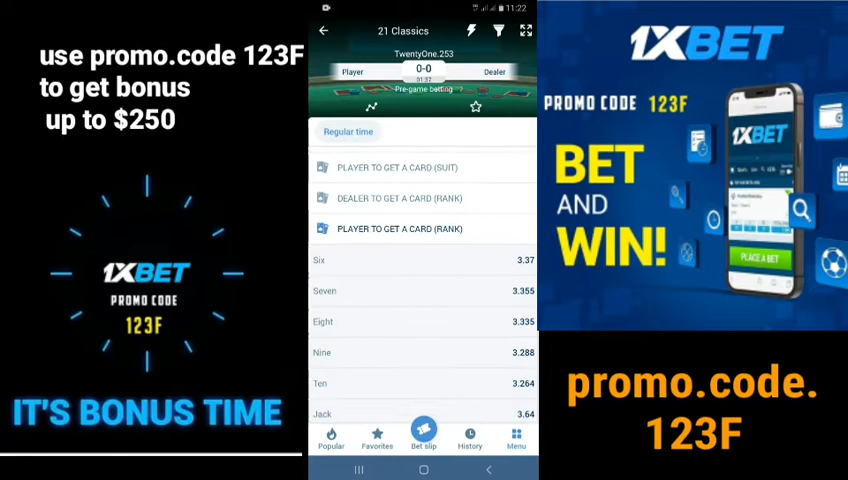 use promo.code 123F
to get bonus
up to $250
1XBET
PROMO CODE
123F
IT'S BONUS TIME
11:22
21 Classics
TwentyOne.253
Player
0-0
Dealer
01:37
Pre-game betting
Regular time
PLAYER TO GET A CARD (SUIT)
DEALER TO GET A CARD (RANK)
PLAYER TO GET A CARD (RANK)
Six 3.37
Seven 3.355
Eight 3.335
Nine 3.288
Ten 3.264
Jack 3.64
Popular
Favorites
Bet slip
History
Menu
1XBET
PROMO CODE 123F
BET
AND
WIN!
1XBET
PLACE A BET
promo.code.
123F